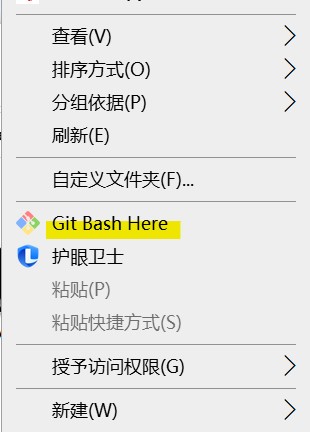 查看(V)
排序方式(O)
分组依据(P)
刷新(E)
自定义文件夹(F)...
Git Bash Here
护眼卫士
粘贴(P)
粘贴快捷方式(S)
授予访问权限(G)
新建(W)